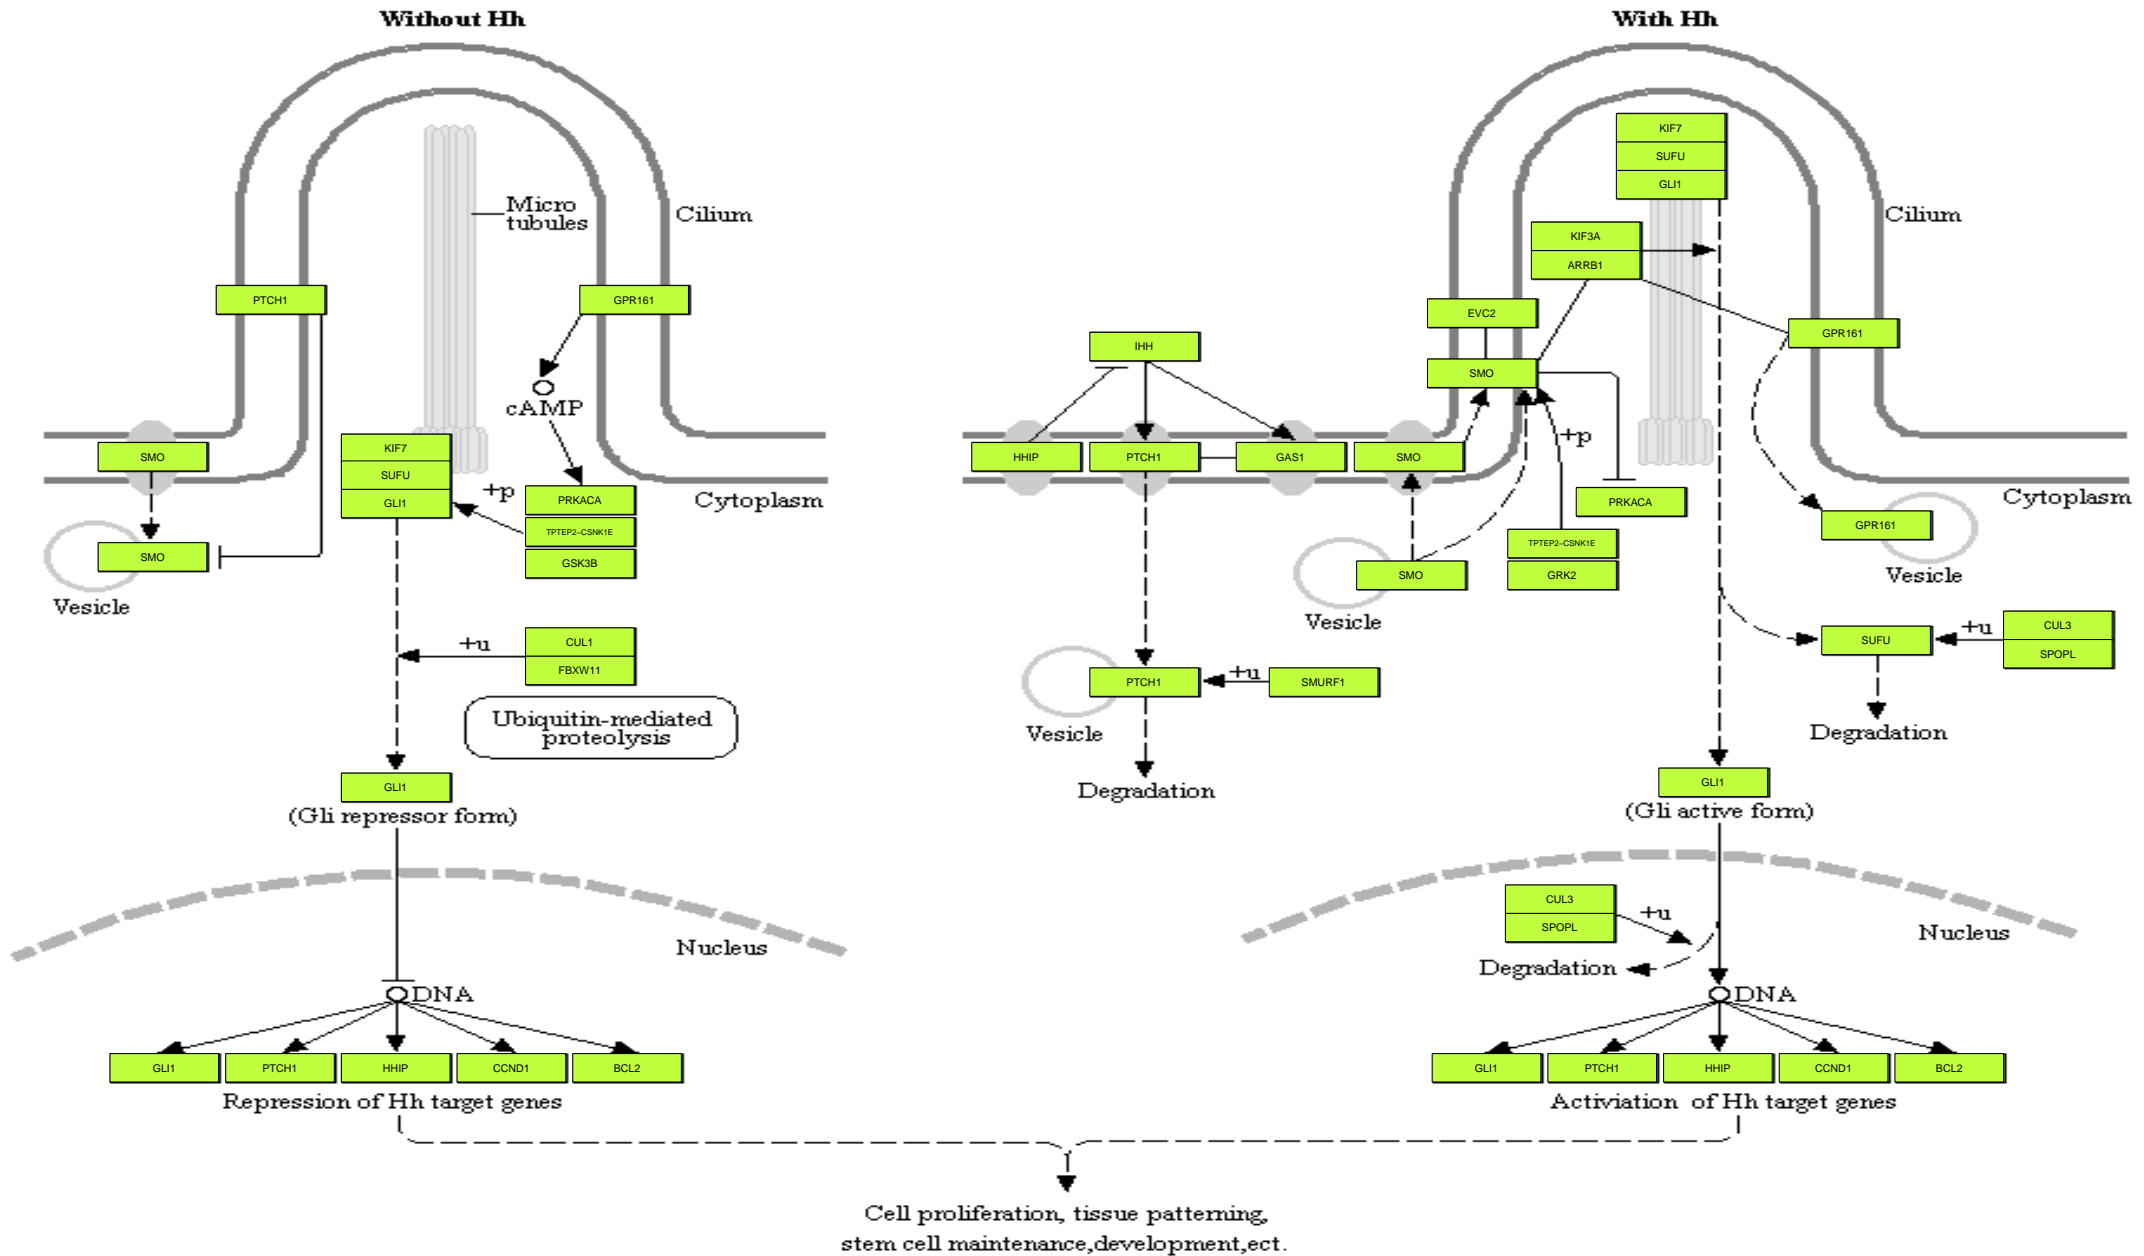 Without Hh
With Hh
KIF7
SUFU
GLI1
Micro
tubules
Cilium
Cilium
KIF3A
ARRB1
PTCH1
GPR161
EVC2
GPR161
IHH
SMO
cAMP
+p
SMO
KIF7
SUFU
GLI1
HHIP
PTCH1
GAS1
SMO
+p
PRKACA
TPTEP2-CSNK1E
GSK3B
Cytoplasm
PRKACA
Cytoplasm
GPR161
SMO
Vesicle
TPTEP2-CSNK1E
GRK2
SMO
Vesicle
Vesicle
+u
CUL1
FBXW11
SUFU
+u
CUL3
SPOPL
PTCH1
+u
SMURF1
Vesicle
Ubiquitin-mediated
proteolysis
Degradation
Degradation
GLI1
(Gli repressor form)
GLI1
(Gli active form)
CUL3
SPOPL
+u
Nucleus
Nucleus
Degradation
DNA
DNA
GLI1
PTCH1
HHIP
CCND1
BCL2
GLI1
PTCH1
HHIP
CCND1
BCL2
Repression of Hh target genes
Activiation of Hh target genes
Cell proliferation, tissue patterning,
stem cell maintenance,development,ect.